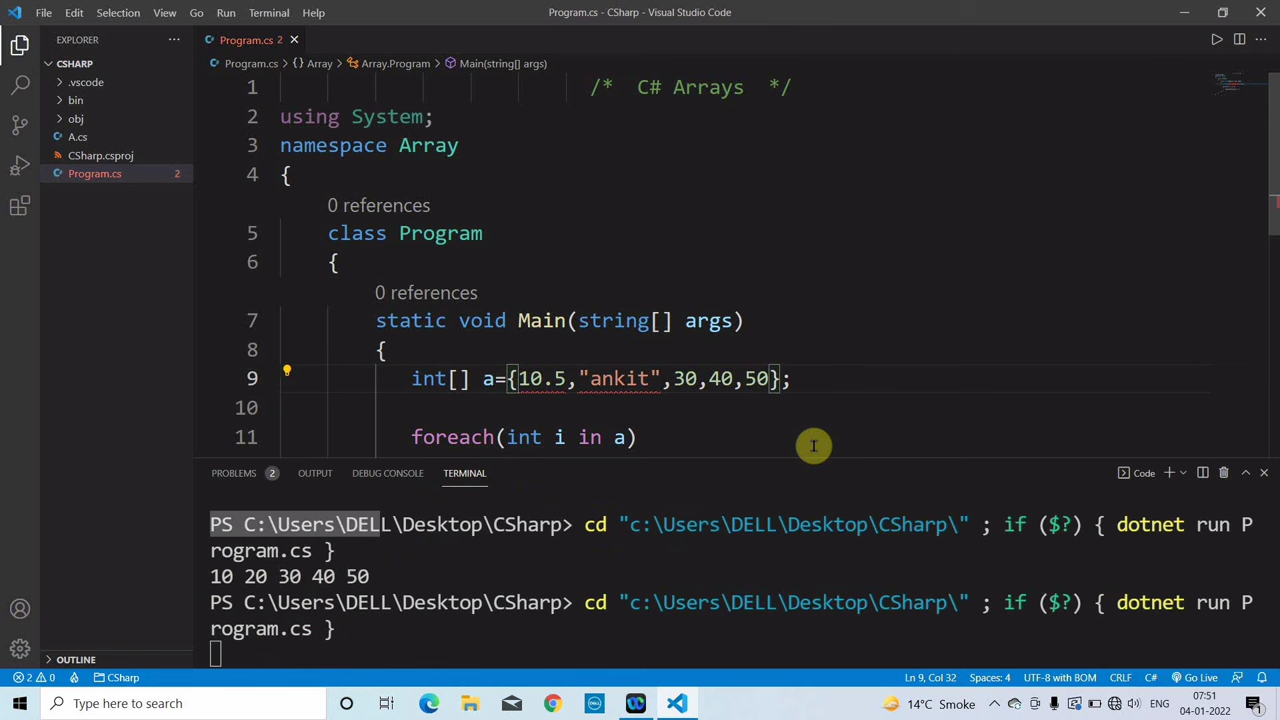 File Edit Selection View Go Run Terminal Help Program.cs - CSharp - Visual Studio Code
EXPLORER ··· Program.cs 2
CSHARP Program.cs > {} Array > Array.Program > Main(string[] args)
.vscode
bin
obj
A.cs
CSharp.csproj
Program.cs 2
1 /* C# Arrays */
2 using System;
3 namespace Array
4 {
0 references
5 class Program
6 {
0 references
7 static void Main(string[] args)
8 {
9 int[] a={10.5,"ankit",30,40,50};
10
11 foreach(int i in a)
PROBLEMS 2 OUTPUT DEBUG CONSOLE TERMINAL Code
PS C:\Users\DELL\Desktop\CSharp> cd "c:\Users\DELL\Desktop\CSharp\" ; if ($?) { dotnet run P
rogram.cs }
10 20 30 40 50
PS C:\Users\DELL\Desktop\CSharp> cd "c:\Users\DELL\Desktop\CSharp\" ; if ($?) { dotnet run P
rogram.cs }
OUTLINE
2 0 CSharp Ln 9, Col 32 Spaces: 4 UTF-8 with BOM CRLF C# Go Live
Type here to search 14°C Smoke ENG 07:51
04-01-2022 1